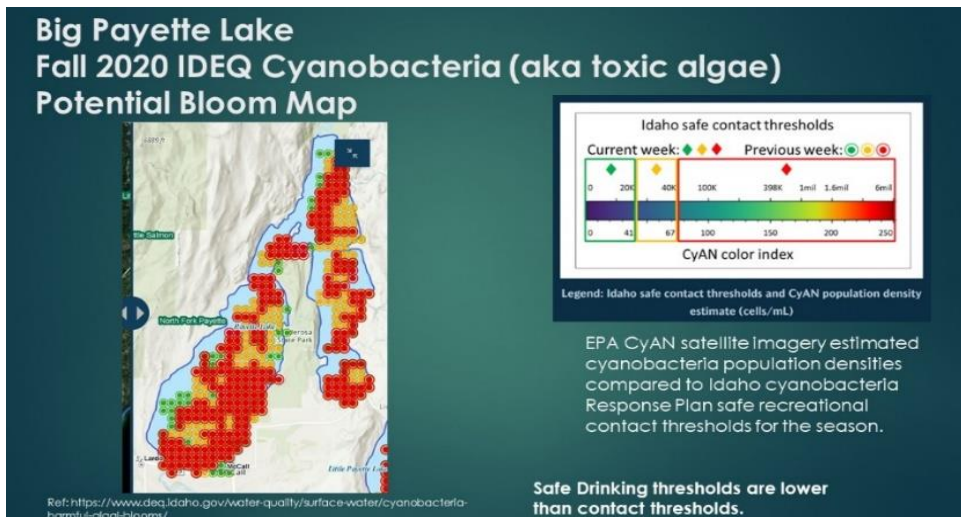 Big Payette Lake
Fall 2020 IDEQ Cyanobacteria (aka toxic algae)
Potential Bloom Map
Idaho safe contact thresholds
Current week: Previous week:
0 20K 40K 100K 398K 1mil 1.6mil 6mil
0 41 67 100 150 200 250
CyAN color index
Legend: Idaho safe contact thresholds and CyAN population density
estimate (cells/mL)
North Fork Payette
Payette Lake
State Park
McCall
Little Payette
EPA CyAN satellite imagery estimated
cyanobacteria population densities
compared to Idaho cyanobacteria
Response Plan safe recreational
contact thresholds for the season.
Safe Drinking thresholds are lower
than contact thresholds.
Ref: https://www.deq.idaho.gov/water-quality/surface-water/cyanobacteria-
harmful-algal-blooms/